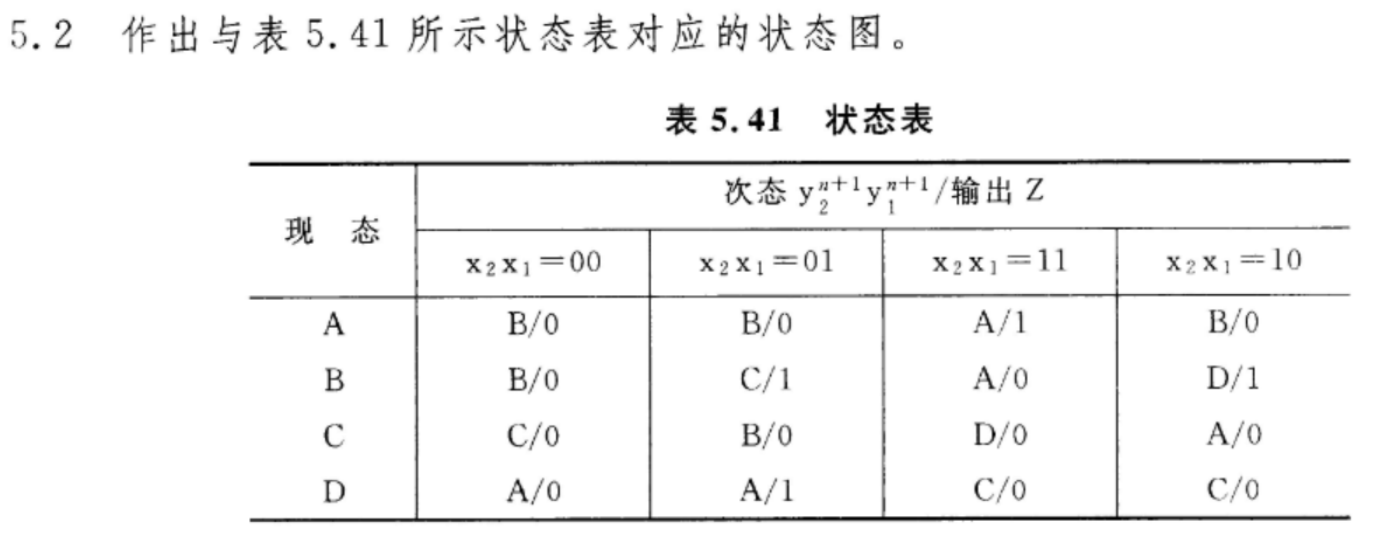 5.2 作出与表 5.41 所示状态表对应的状态图。
表 5.41 状态表
现 态 次态 y₂ⁿ⁺¹y₁ⁿ⁺¹/输出 Z
x₂x₁=00 x₂x₁=01 x₂x₁=11 x₂x₁=10
A B/0 B/0 A/1 B/0
B B/0 C/1 A/0 D/1
C C/0 B/0 D/0 A/0
D A/0 A/1 C/0 C/0